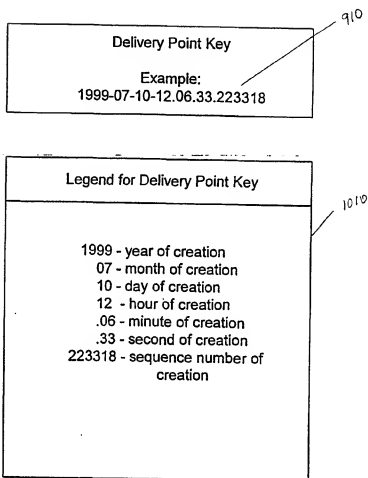 910
Delivery Point Key
Example:
1999-07-10-12.06.33.223318
Legend for Delivery Point Key
1010
1999 - year of creation
07 - month of creation
10 - day of creation
12 - hour of creation
.06 - minute of creation
.33 - second of creation
223318 - sequence number of
creation